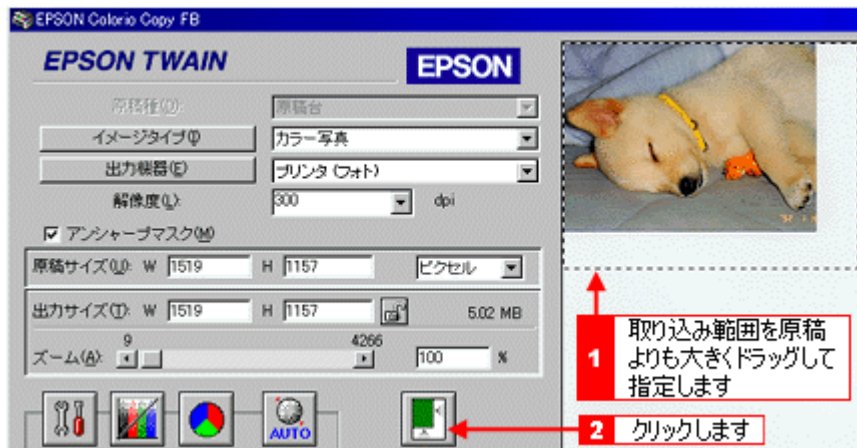 EPSON Colorio Copy FB
EPSON TWAIN
EPSON
原稿種(O):
原稿台
イメージタイプ(I)
カラー写真
出力機器(E)
プリンタ (フォト)
解像度(L):
300
dpi
アンシャープマスク(M)
原稿サイズ(U): W 1519 H 1157 ピクセル
出力サイズ(T): W 1519 H 1157 5.02 MB
9 4266
ズーム(A): 100 %
AUTO
1 取り込み範囲を原稿
よりも大きくドラッグして
指定します
2 クリックします